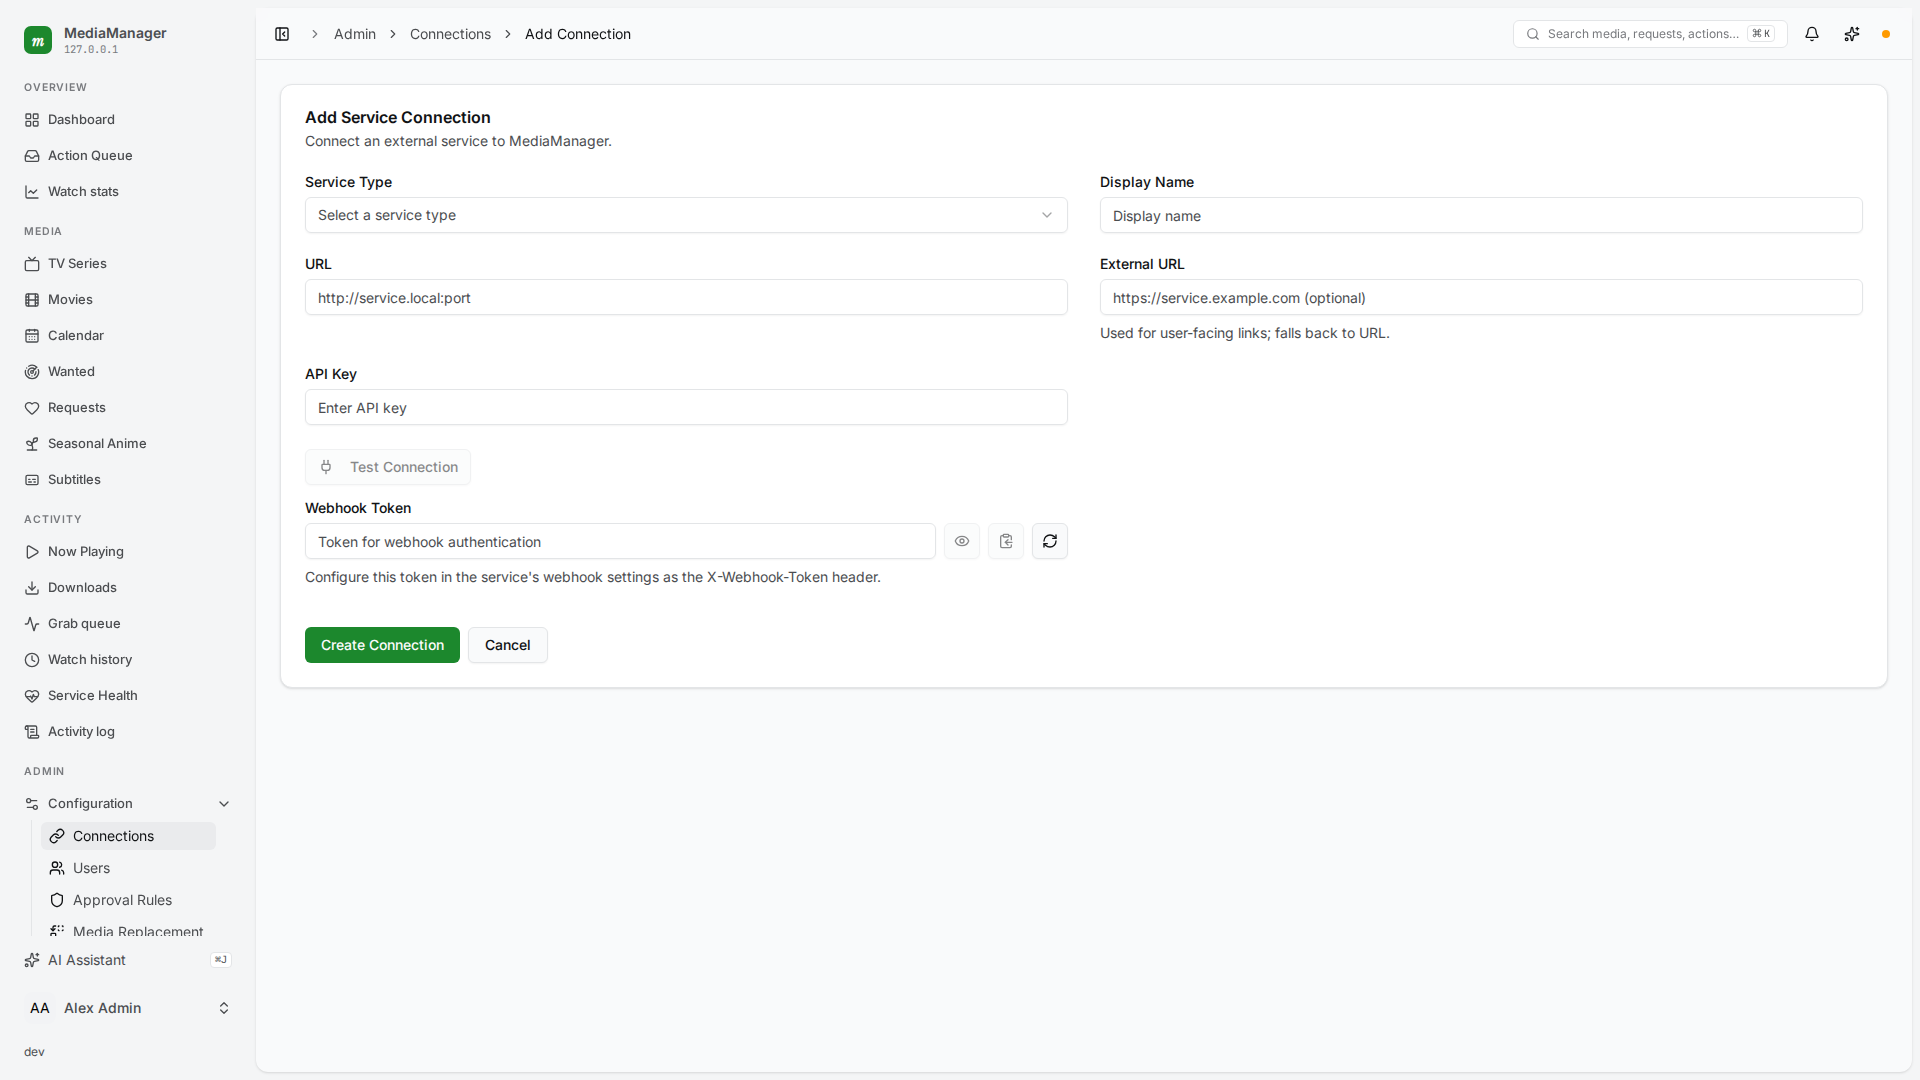 m
MediaManager
127.0.0.1
OVERVIEW
Dashboard
Action Queue
Watch stats
MEDIA
TV Series
Movies
Calendar
Wanted
Requests
Seasonal Anime
Subtitles
ACTIVITY
Now Playing
Downloads
Grab queue
Watch history
Service Health
Activity log
ADMIN
Configuration
Connections
Users
Approval Rules
Media Replacement
AI Assistant ⌘J
AA Alex Admin
dev
Admin > Connections > Add Connection
Search media, requests, actions... ⌘K
Add Service Connection
Connect an external service to MediaManager.
Service Type
Select a service type
Display Name
Display name
URL
http://service.local:port
External URL
https://service.example.com (optional)
Used for user-facing links; falls back to URL.
API Key
Enter API key
Test Connection
Webhook Token
Token for webhook authentication
Configure this token in the service's webhook settings as the X-Webhook-Token header.
Create Connection
Cancel